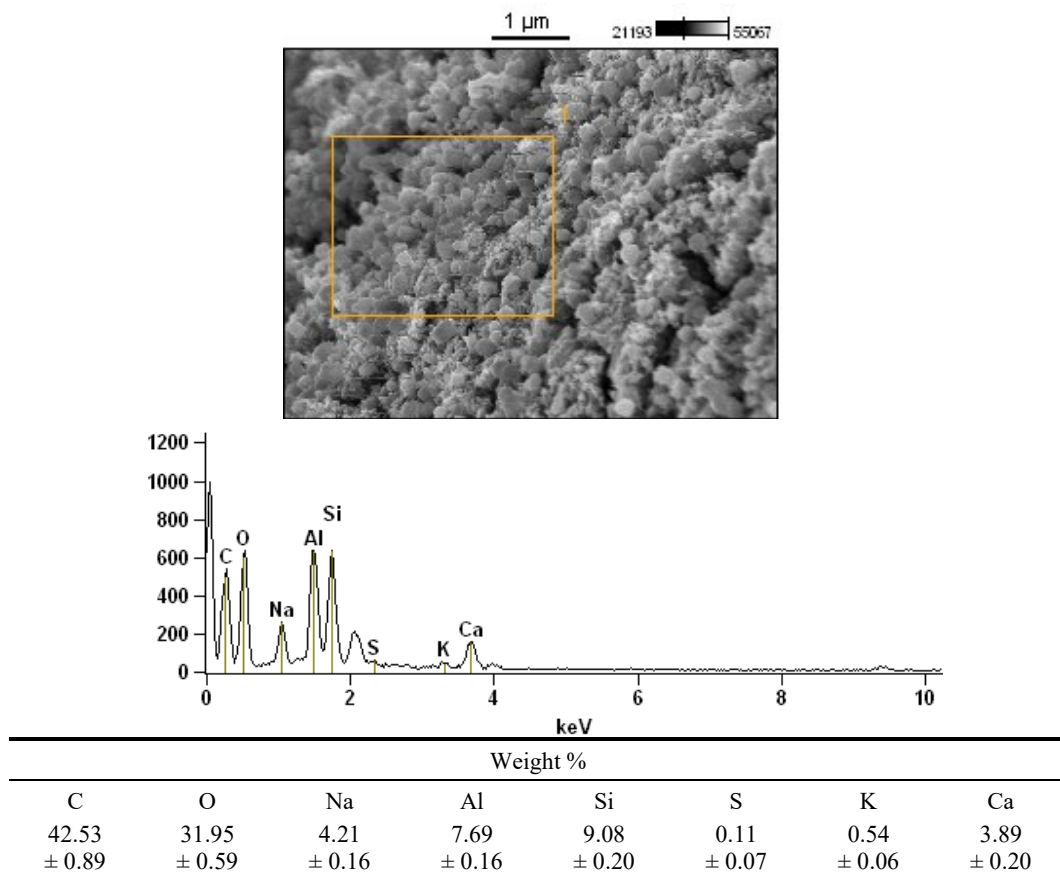 1 µm
21193 55067
1
1200
1000
800
600
400
200
0
C O Na Al Si S K Ca
0 2 4 6 8 10
keV
Weight %
C O Na Al Si S K Ca
42.53 31.95 4.21 7.69 9.08 0.11 0.54 3.89
± 0.89 ± 0.59 ± 0.16 ± 0.16 ± 0.20 ± 0.07 ± 0.06 ± 0.20